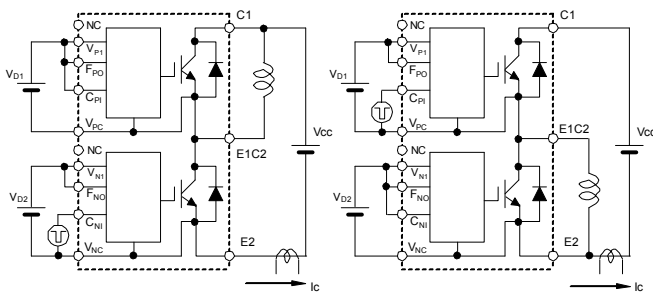 NC
V_P1
F_PO
C_PI
V_PC
NC
V_N1
F_NO
C_NI
V_NC
V_D1
V_D2
C1
E1C2
E2
Vcc
Ic
NC
V_P1
F_PO
C_PI
V_PC
NC
V_N1
F_NO
C_NI
V_NC
V_D1
V_D2
C1
E1C2
E2
Vcc
Ic